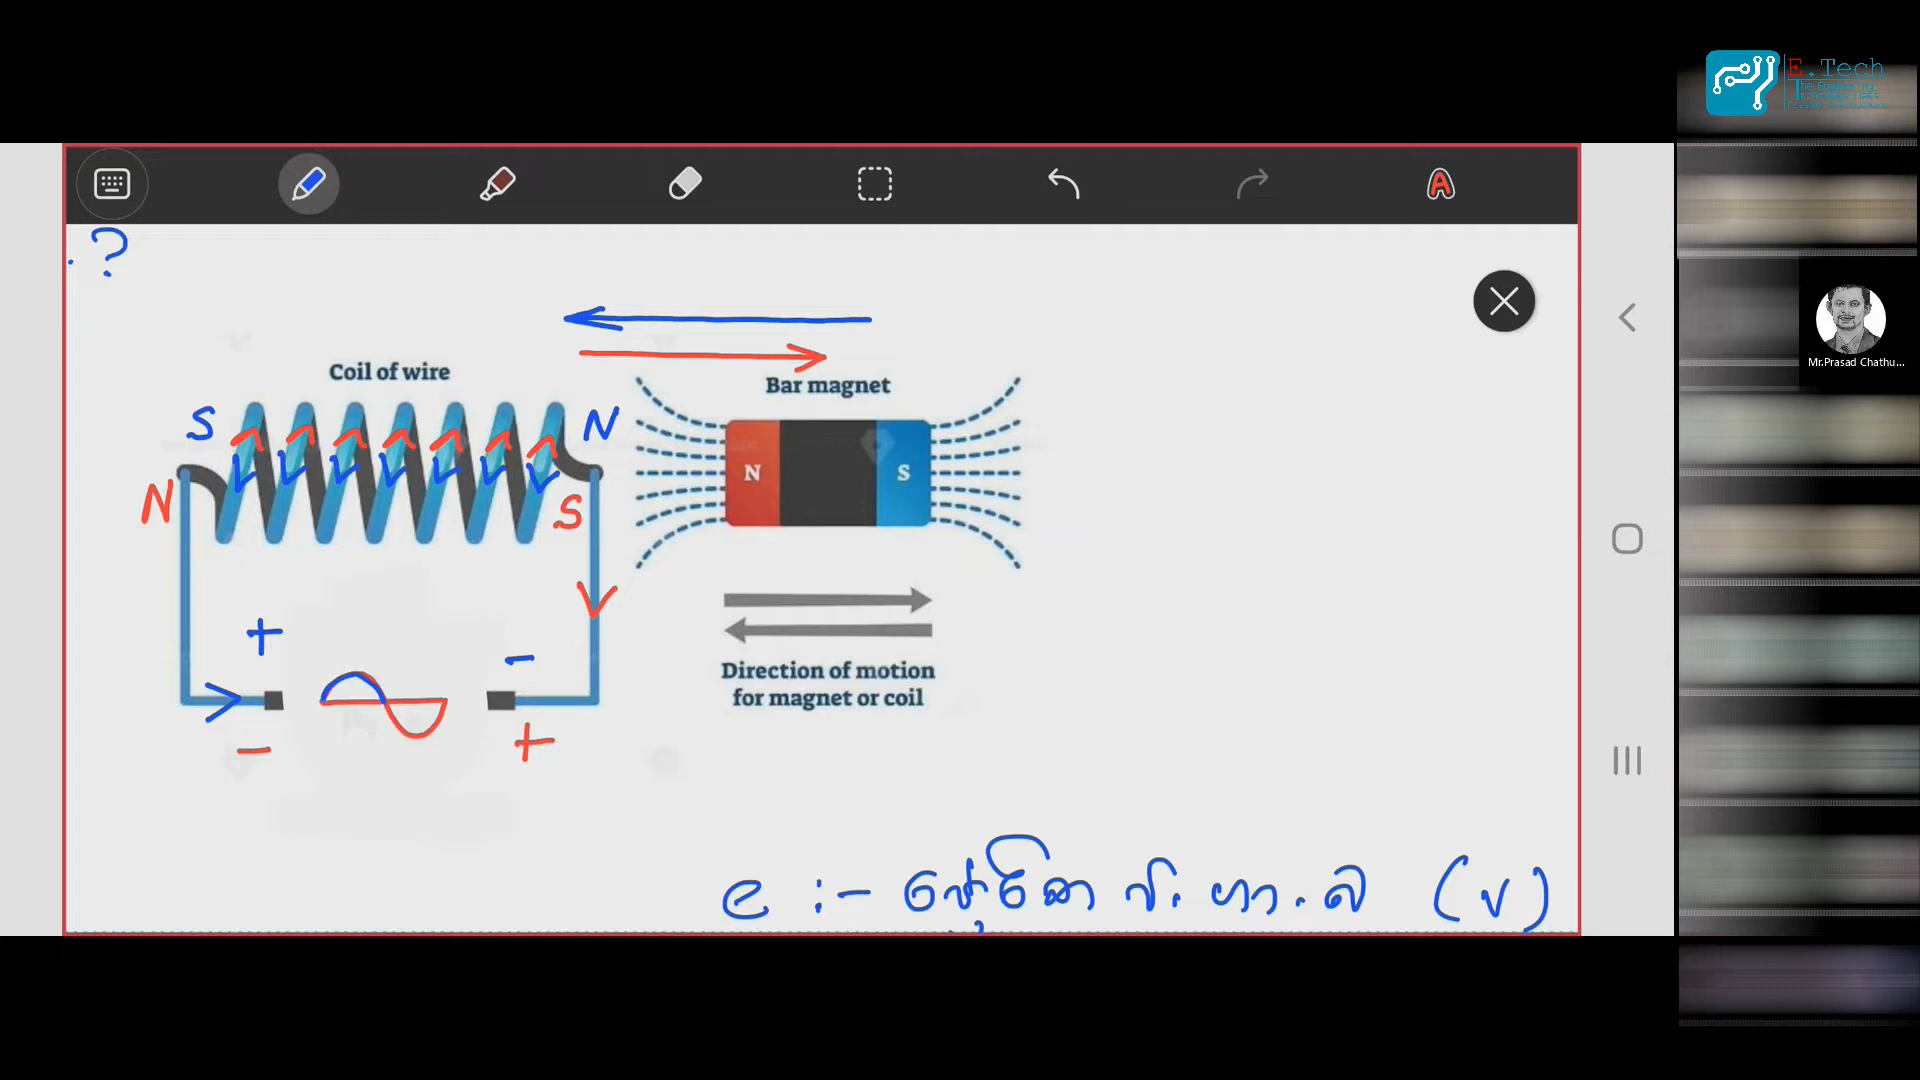 E.Tech
. ?
Coil of wire
Bar magnet
S
N
N
S
N
S
+
-
-
+
Direction of motion
for magnet or coil
Mr.Prasad Chathu...
e :- ප්‍රේරිත වි. ගා. බ (v)